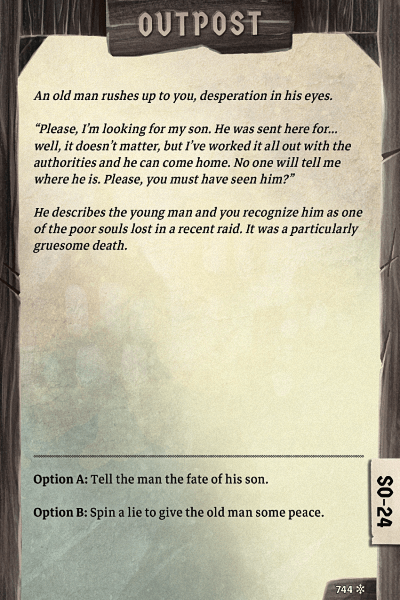 OUTPOST
An old man rushes up to you, desperation in his eyes.
“Please, I’m looking for my son. He was sent here for...
well, it doesn’t matter, but I’ve worked it all out with the
authorities and he can come home. No one will tell me
where he is. Please, you must have seen him?”
He describes the young man and you recognize him as one
of the poor souls lost in a recent raid. It was a particularly
gruesome death.
Option A: Tell the man the fate of his son.
Option B: Spin a lie to give the old man some peace.
SO-24
744